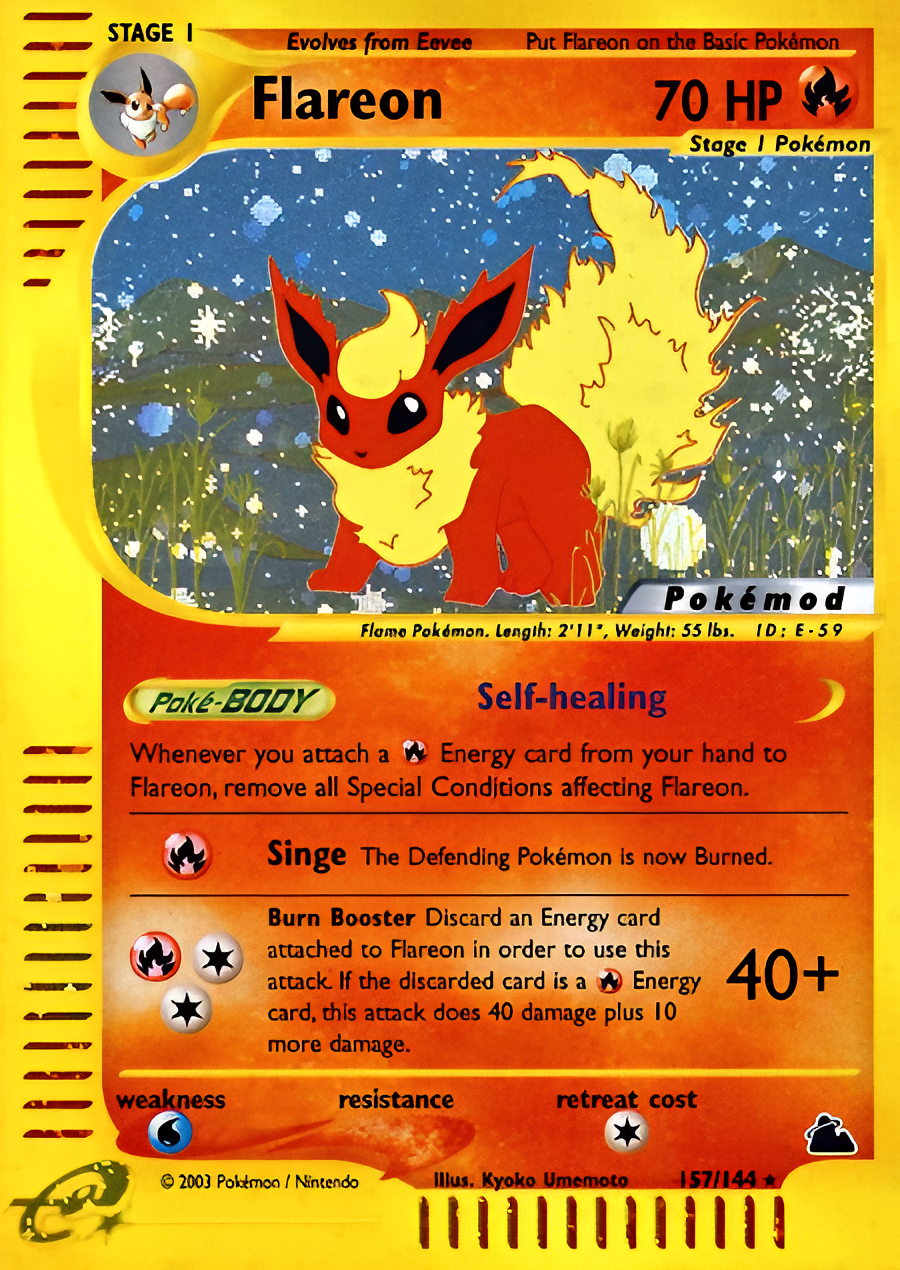 STAGE 1
Evolves from Eevee Put Flareon on the Basic Pokémon
Flareon 70 HP
Stage 1 Pokémon
Pokémod
Flame Pokémon. Length: 2'11", Weight: 55 lbs. ID: E-59
Poké-BODY Self-healing
Whenever you attach a Energy card from your hand to
Flareon, remove all Special Conditions affecting Flareon.
Singe The Defending Pokémon is now Burned.
Burn Booster Discard an Energy card
attached to Flareon in order to use this
attack. If the discarded card is a Energy
card, this attack does 40 damage plus 10
more damage.
40+
weakness resistance retreat cost
© 2003 Pokémon / Nintendo Illus. Kyoko Umemoto 157/144 ★